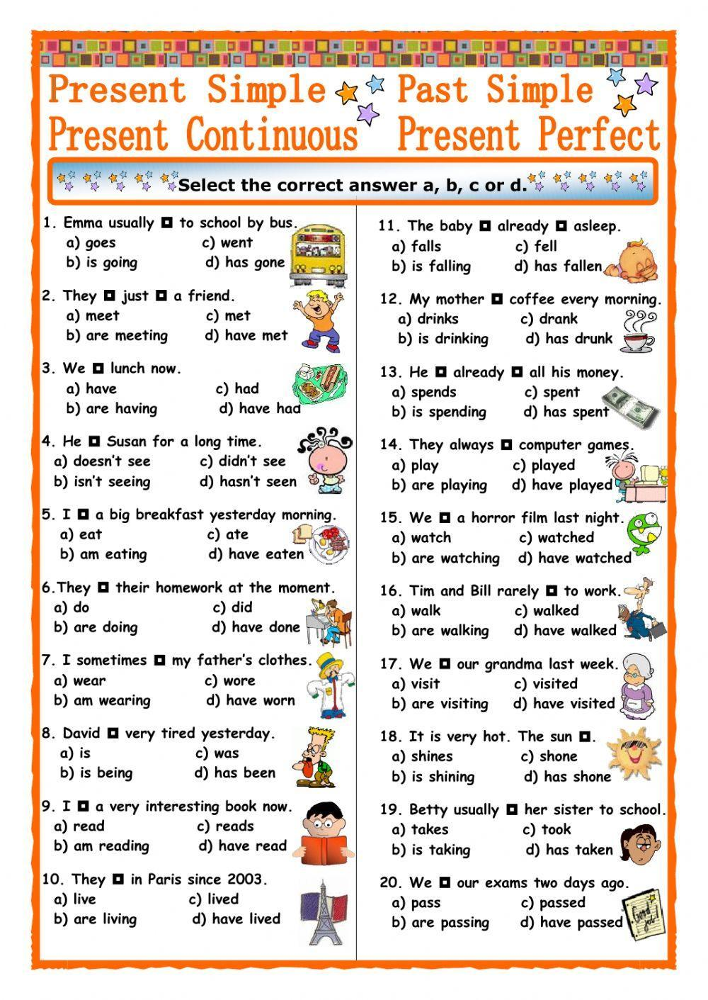 Present Simple Past Simple
Present Continuous Present Perfect
Select the correct answer a, b, c or d.
1. Emma usually ◘ to school by bus.
a) goes c) went
b) is going d) has gone
2. They ◘ just ◘ a friend.
a) meet c) met
b) are meeting d) have met
3. We ◘ lunch now.
a) have c) had
b) are having d) have had
4. He ◘ Susan for a long time.
a) doesn't see c) didn't see
b) isn't seeing d) hasn't seen
5. I ◘ a big breakfast yesterday morning.
a) eat c) ate
b) am eating d) have eaten
6.They ◘ their homework at the moment.
a) do c) did
b) are doing d) have done
7. I sometimes ◘ my father's clothes.
a) wear c) wore
b) am wearing d) have worn
8. David ◘ very tired yesterday.
a) is c) was
b) is being d) has been
9. I ◘ a very interesting book now.
a) read c) reads
b) am reading d) have read
10. They ◘ in Paris since 2003.
a) live c) lived
b) are living d) have lived
11. The baby ◘ already ◘ asleep.
a) falls c) fell
b) is falling d) has fallen
12. My mother ◘ coffee every morning.
a) drinks c) drank
b) is drinking d) has drunk
13. He ◘ already ◘ all his money.
a) spends c) spent
b) is spending d) has spent
14. They always ◘ computer games.
a) play c) played
b) are playing d) have played
15. We ◘ a horror film last night.
a) watch c) watched
b) are watching d) have watched
16. Tim and Bill rarely ◘ to work.
a) walk c) walked
b) are walking d) have walked
17. We ◘ our grandma last week.
a) visit c) visited
b) are visiting d) have visited
18. It is very hot. The sun ◘.
a) shines c) shone
b) is shining d) has shone
19. Betty usually ◘ her sister to school.
a) takes c) took
b) is taking d) has taken
20. We ◘ our exams two days ago.
a) pass c) passed
b) are passing d) have passed
Good
job!